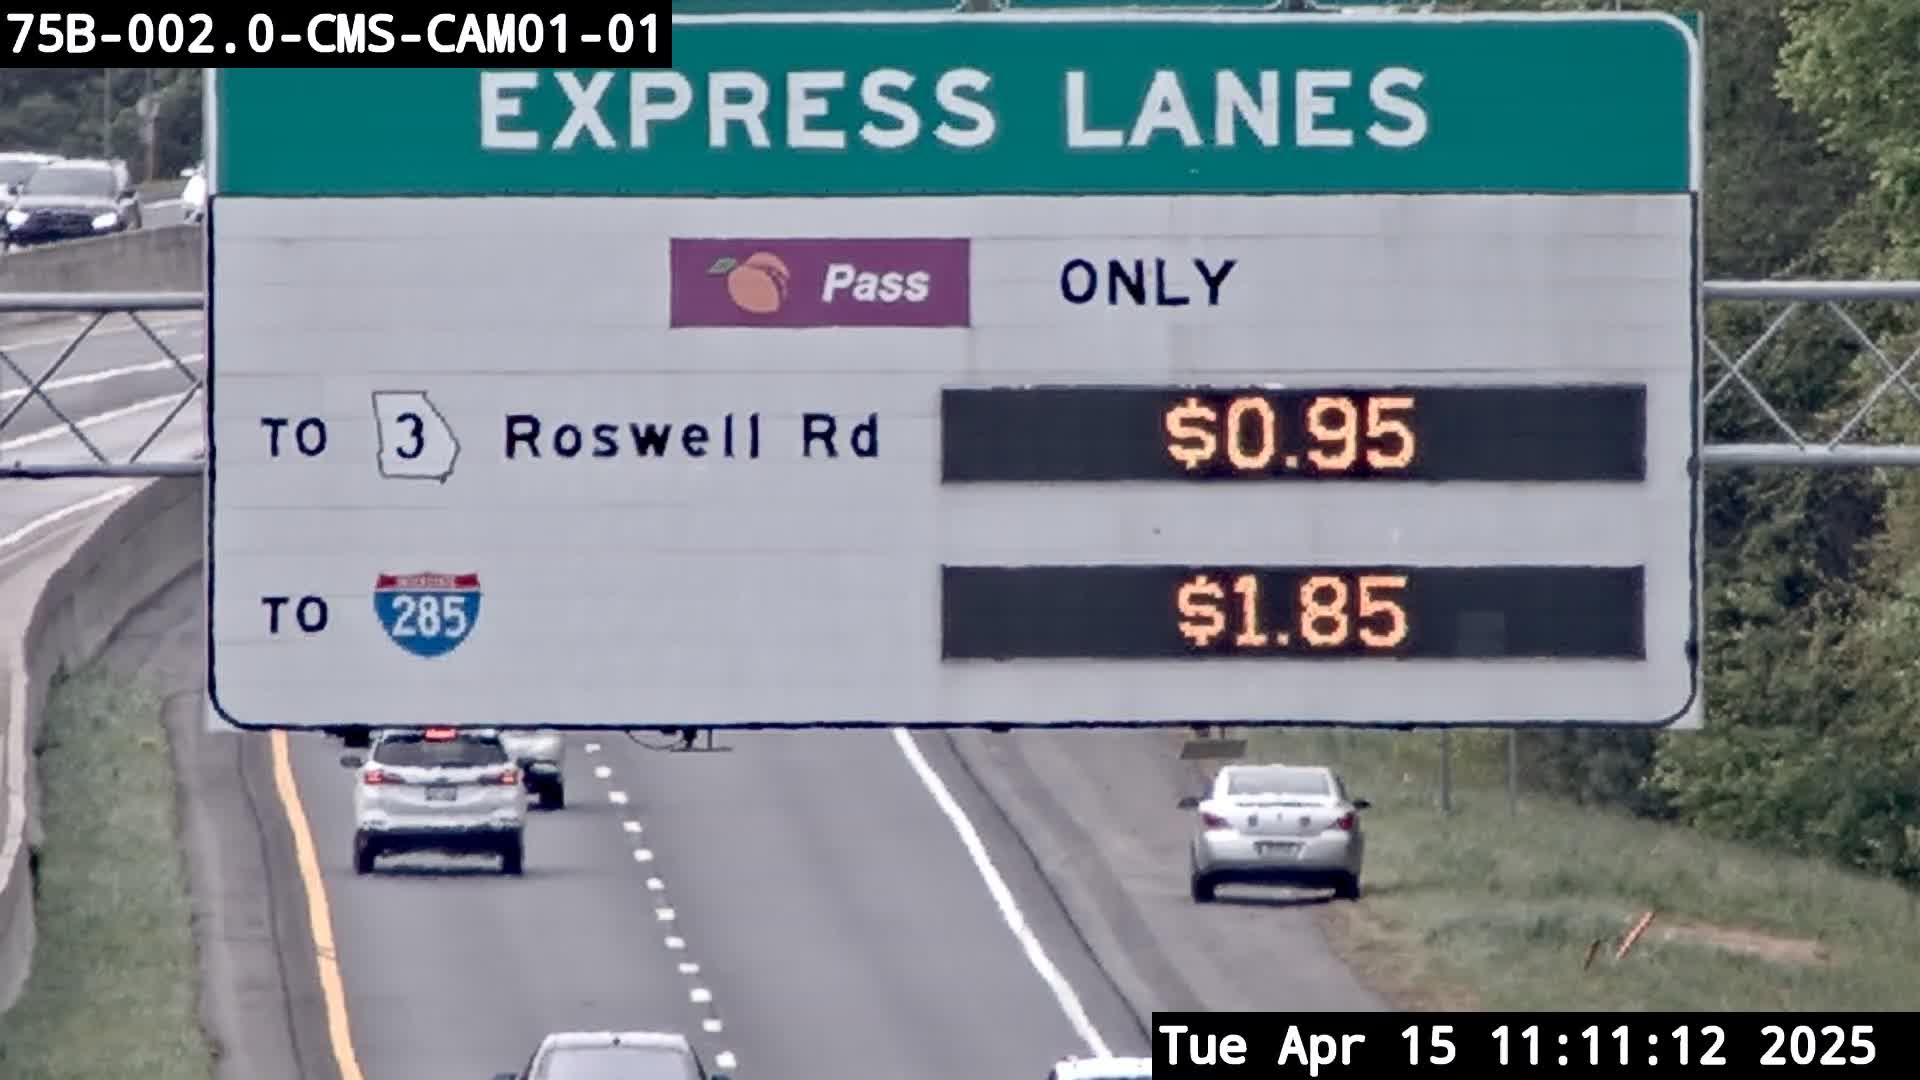 75B-002.0-CMS-CAM01-01
EXPRESS LANES
Pass ONLY
TO 3 Roswell Rd $0.95
TO 285 $1.85
Tue Apr 15 11:11:12 2025